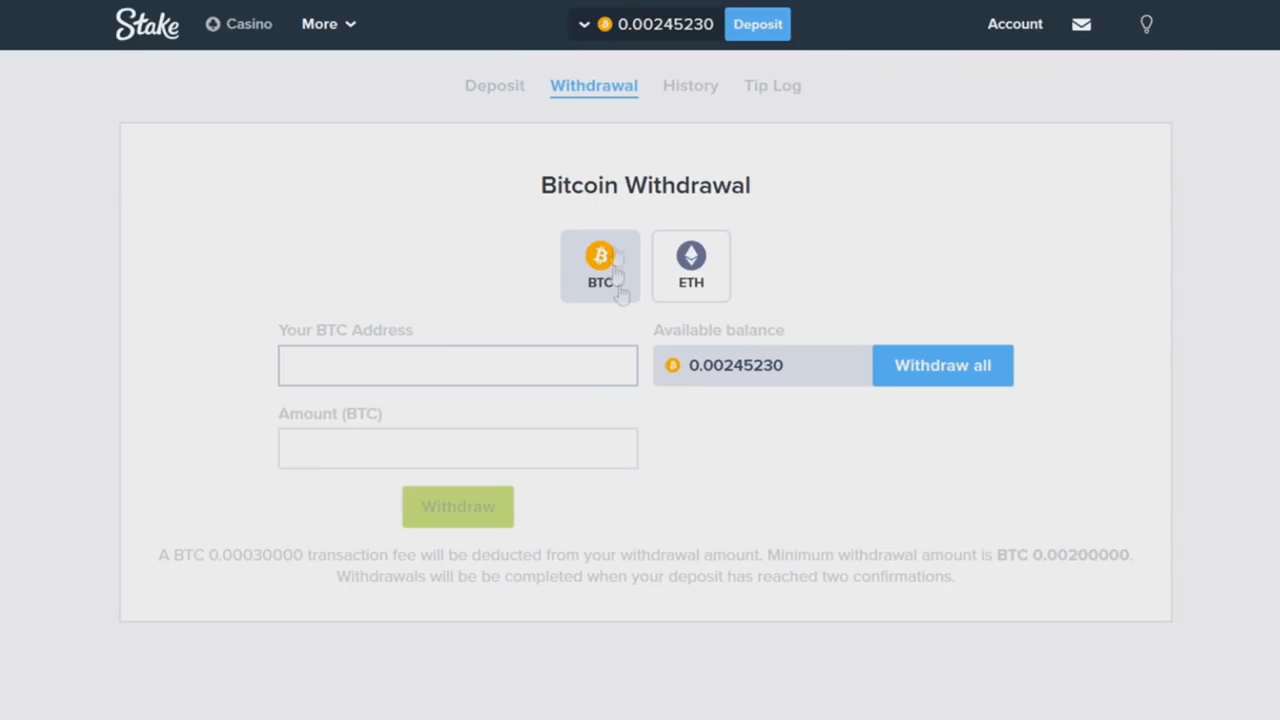 Stake Casino More 0.00245230 Deposit Account
Deposit Withdrawal History Tip Log
Bitcoin Withdrawal
BTC ETH
Your BTC Address Available balance
0.00245230 Withdraw all
Amount (BTC)
Withdraw
A BTC 0.00030000 transaction fee will be deducted from your withdrawal amount. Minimum withdrawal amount is BTC 0.00200000.
Withdrawals will be be completed when your deposit has reached two confirmations.